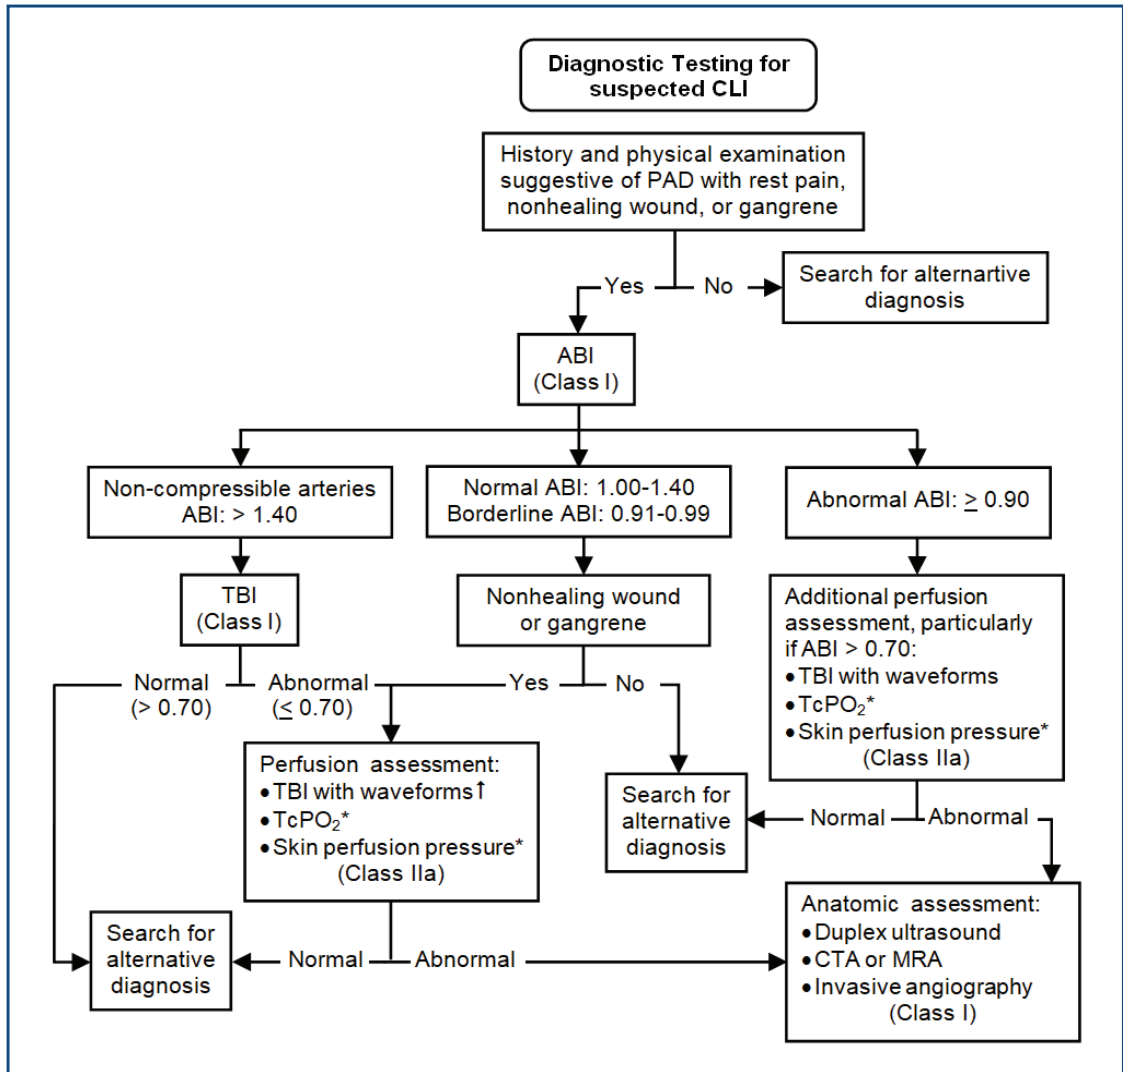 Diagnostic Testing for
suspected CLI
History and physical examination
suggestive of PAD with rest pain,
nonhealing wound, or gangrene
Yes
No
Search for alternartive
diagnosis
ABI
(Class I)
Non-compressible arteries
ABI: > 1.40
Normal ABI: 1.00-1.40
Borderline ABI: 0.91-0.99
Abnormal ABI: ≥ 0.90
TBI
(Class I)
Nonhealing wound
or gangrene
Additional perfusion
assessment, particularly
if ABI > 0.70:
•TBI with waveforms
•TcPO₂*
•Skin perfusion pressure*
(Class IIa)
Normal
(> 0.70)
Abnormal
(≤ 0.70)
Yes
No
Perfusion assessment:
•TBI with waveforms↑
•TcPO₂*
•Skin perfusion pressure*
(Class IIa)
Search for
alternative
diagnosis
Normal
Abnormal
Search for
alternative
diagnosis
Normal
Abnormal
Anatomic assessment:
•Duplex ultrasound
•CTA or MRA
•Invasive angiography
(Class I)